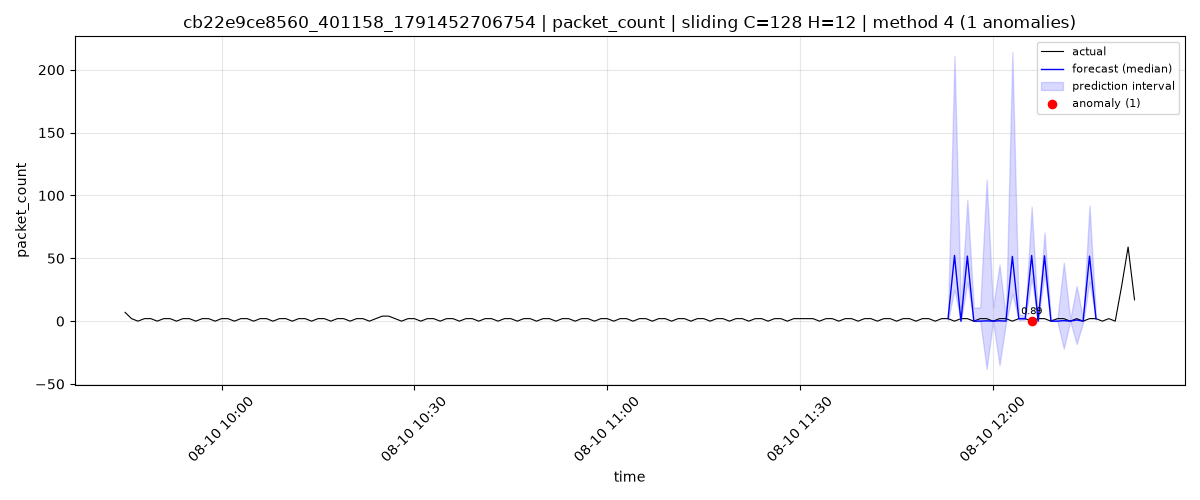 cb22e9ce8560_401158_1791452706754 | packet_count | sliding C=128 H=12 | method 4 (1 anomalies)
actual
forecast (median)
prediction interval
anomaly (1)
packet_count
200
150
100
50
0
−50
0.89
08-10 10:00
08-10 10:30
08-10 11:00
08-10 11:30
08-10 12:00
time